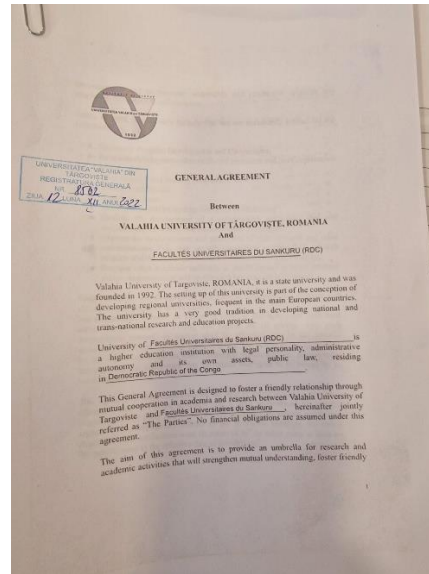 UNIVERSITATEA "VALAHIA" DIN
TÂRGOVIŞTE
REGISTRATURA GENERALĂ
NR. 8502
ZIUA 12 LUNA XII ANUL 2022
GENERAL AGREEMENT
Between
VALAHIA UNIVERSITY OF TÂRGOVIŞTE, ROMANIA
And
FACULTÉS UNIVERSITAIRES DU SANKURU (RDC)
Valahia University of Targoviste, ROMANIA, it is a state university and was
founded in 1992. The setting up of this university is part of the conception of
developing regional universities, frequent in the main European countries.
The university has a very good tradition in developing national and
trans-national research and education projects.
University of Facultés Universitaires du Sankuru (RDC) is
a higher education institution with legal personality, administrative
autonomy and its own assets, public law, residing
in Democratic Republic of the Congo
This General Agreement is designed to foster a friendly relationship through
mutual cooperation in academia and research between Valahia University of
Targoviste and Facultés Universitaires du Sankuru, hereinafter jointly
referred as "The Parties". No financial obligations are assumed under this
agreement.
The aim of this agreement is to provide an umbrella for research and
academic activities that will strengthen mutual understanding, foster friendly
1